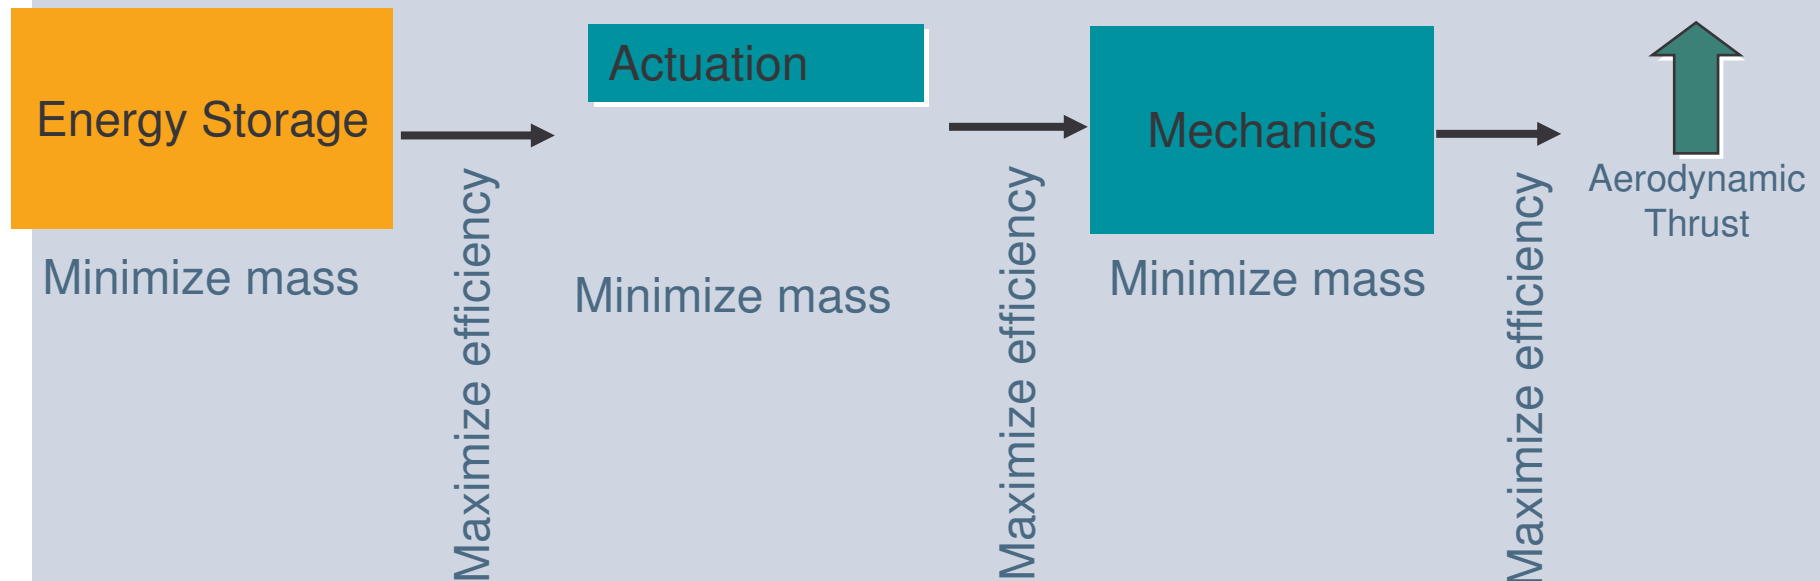 Energy Storage
Actuation
Mechanics
Aerodynamic
Thrust
Minimize mass
Maximize efficiency
Minimize mass
Maximize efficiency
Minimize mass
Maximize efficiency